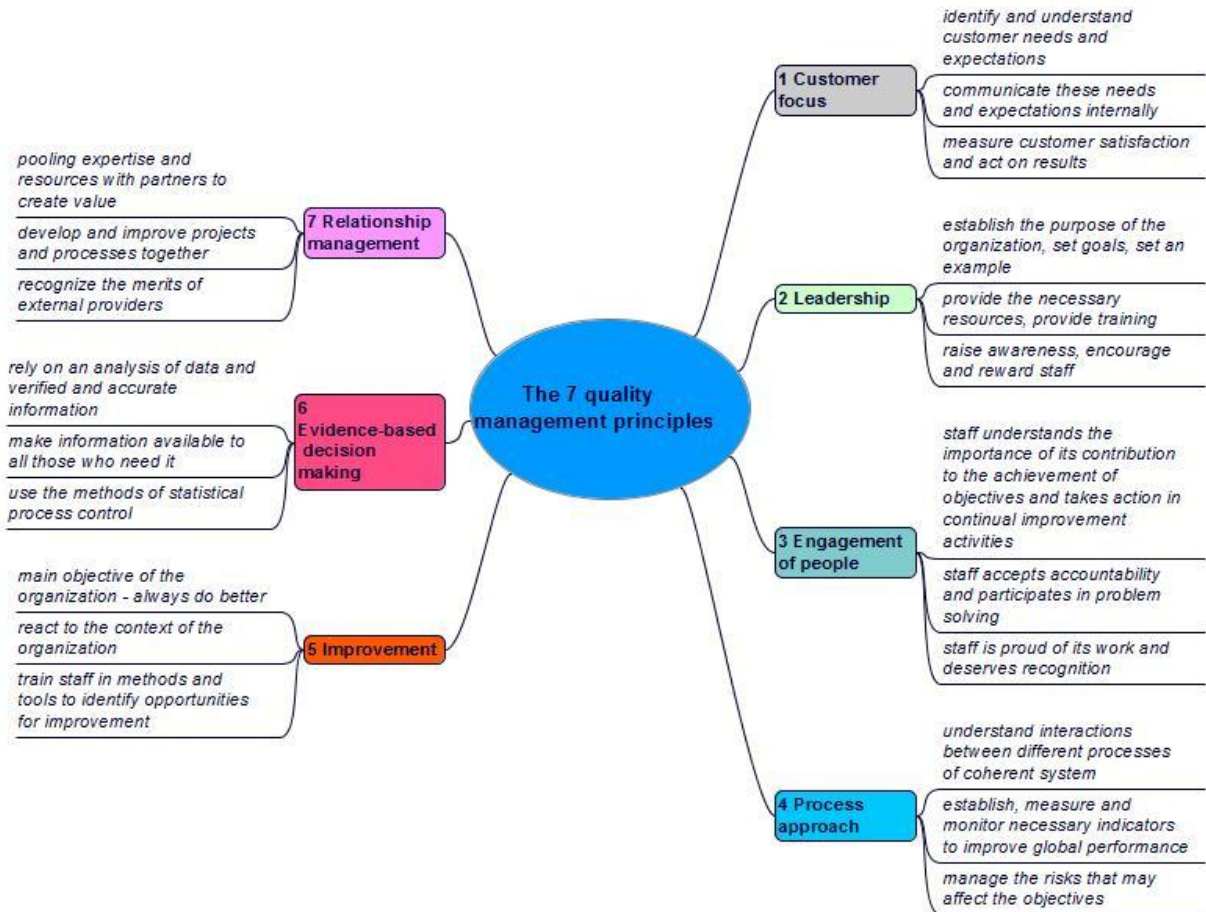 The 7 quality
management principles
1 Customer
focus
identify and understand
customer needs and
expectations
communicate these needs
and expectations internally
measure customer satisfaction
and act on results
2 Leadership
establish the purpose of the
organization, set goals, set an
example
provide the necessary
resources, provide training
raise awareness, encourage
and reward staff
3 Engagement
of people
staff understands the
importance of its contribution
to the achievement of
objectives and takes action in
continual improvement
activities
staff accepts accountability
and participates in problem
solving
staff is proud of its work and
deserves recognition
4 Process
approach
understand interactions
between different processes
of coherent system
establish, measure and
monitor necessary indicators
to improve global performance
manage the risks that may
affect the objectives
5 Improvement
main objective of the
organization - always do better
react to the context of the
organization
train staff in methods and
tools to identify opportunities
for improvement
6
Evidence-based
decision
making
rely on an analysis of data and
verified and accurate
information
make information available to
all those who need it
use the methods of statistical
process control
7 Relationship
management
pooling expertise and
resources with partners to
create value
develop and improve projects
and processes together
recognize the merits of
external providers